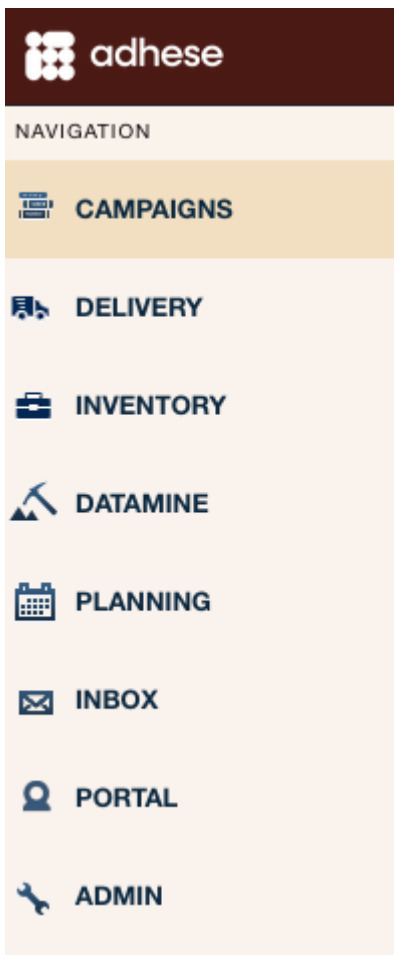 adhese
NAVIGATION
CAMPAIGNS
DELIVERY
INVENTORY
DATAMINE
PLANNING
INBOX
PORTAL
ADMIN